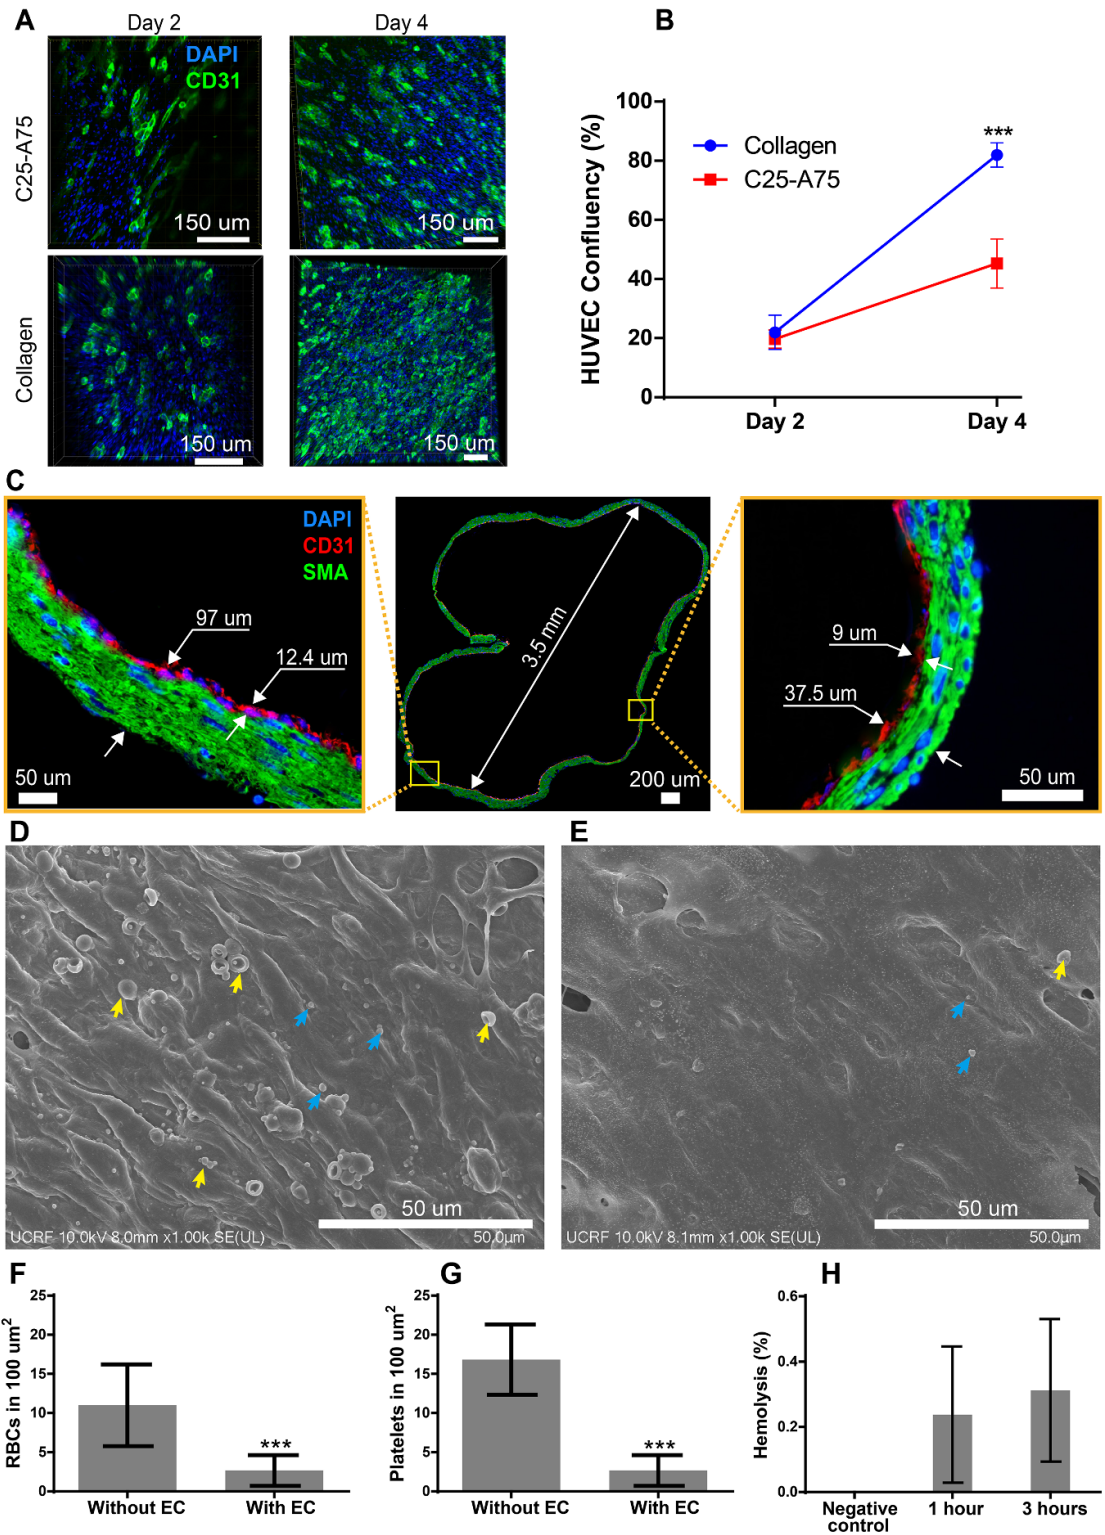 A
Day 2
Day 4
B
C25-A75
DAPI
CD31
150 um
150 um
Collagen
150 um
150 um
HUVEC Confluency (%)
100
80
60
40
20
0
Collagen
C25-A75
***
Day 2
Day 4
C
DAPI
CD31
SMA
97 um
12.4 um
50 um
3.5 mm
200 um
9 um
37.5 um
50 um
D
E
50 um
UCRF 10.0kV 8.0mm x1.00k SE(UL)
50.0µm
50 um
UCRF 10.0kV 8.1mm x1.00k SE(UL)
50.0µm
F
G
H
RBCs in 100 um²
25
20
15
10
5
0
***
Without EC
With EC
Platelets in 100 um²
25
20
15
10
5
0
***
Without EC
With EC
Hemolysis (%)
0.6
0.4
0.2
0.0
Negative
control
1 hour
3 hours